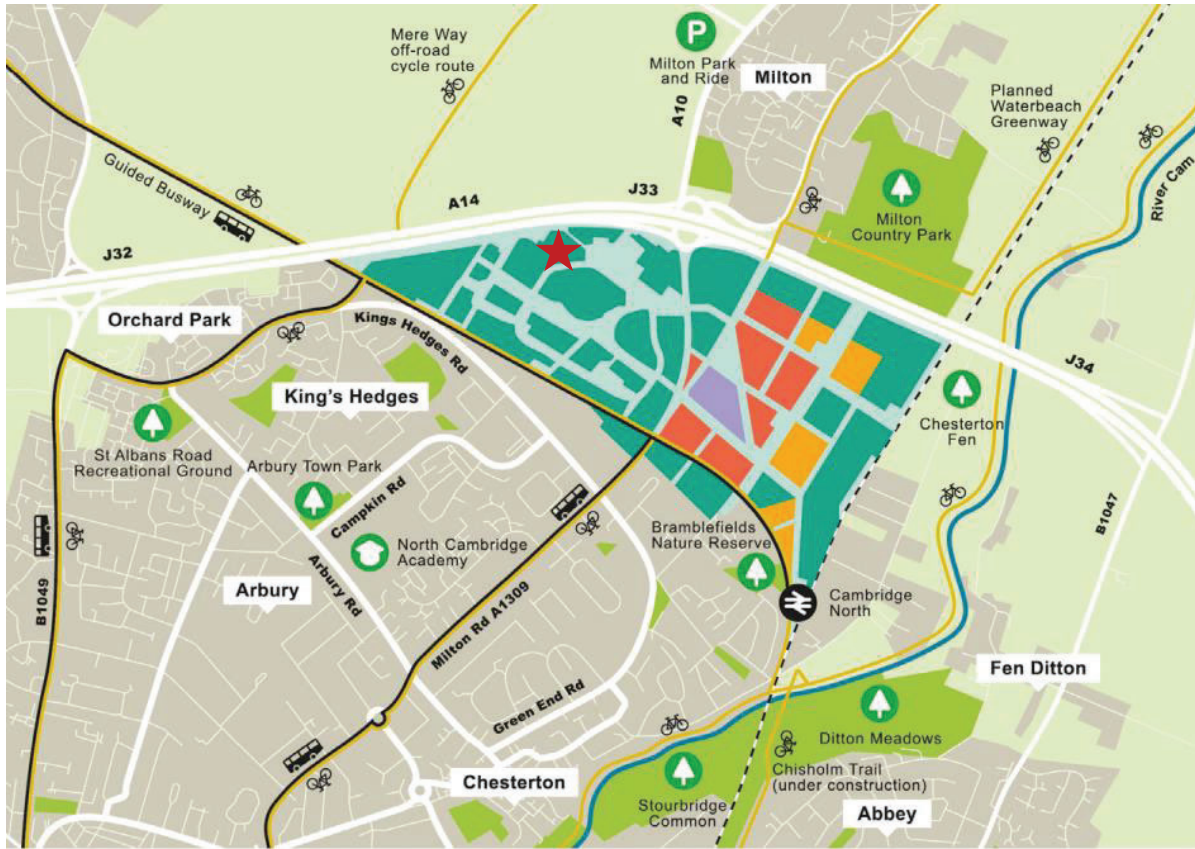 Mere Way
off-road
cycle route
P
Milton Park
and Ride
Milton
A10
Planned
Waterbeach
Greenway
River Cam
Guided Busway
A14
J33
Milton
Country Park
J32
Orchard Park
Kings Hedges Rd
J34
King's Hedges
Chesterton
Fen
St Albans Road
Recreational Ground
Arbury Town Park
Campkin Rd
B1047
Bramblefields
Nature Reserve
North Cambridge
Academy
B1049
Arbury
Arbury Rd
Milton Rd A1309
Cambridge
North
Fen Ditton
Green End Rd
Ditton Meadows
Chesterton
Chisholm Trail
(under construction)
Stourbridge
Common
Abbey